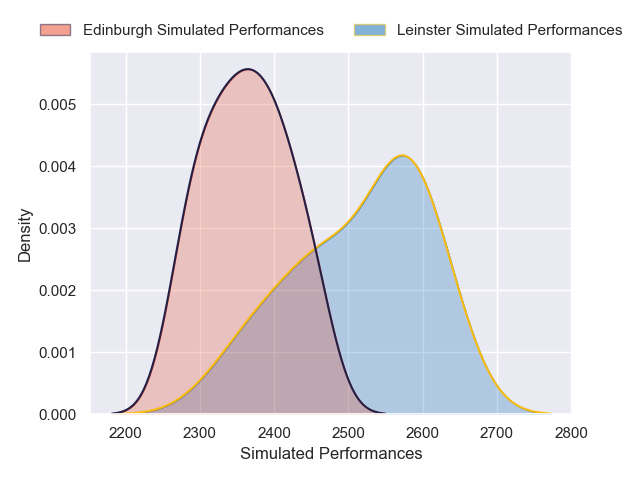 Edinburgh Simulated Performances
Leinster Simulated Performances
Density
0.005
0.004
0.003
0.002
0.001
0.000
2200 2300 2400 2500 2600 2700 2800
Simulated Performances